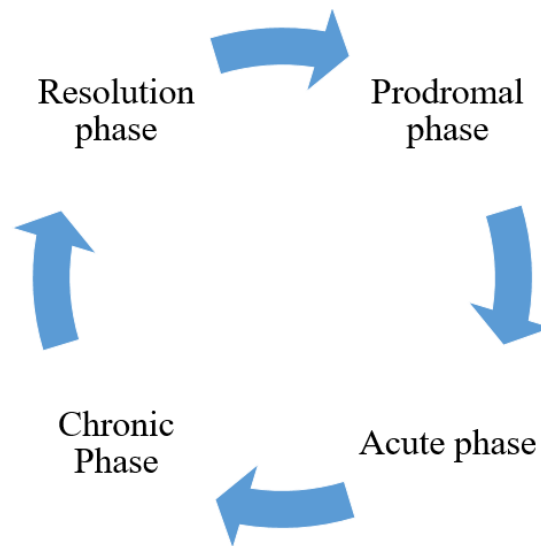 Resolution
phase
Prodromal
phase
Acute phase
Chronic
Phase